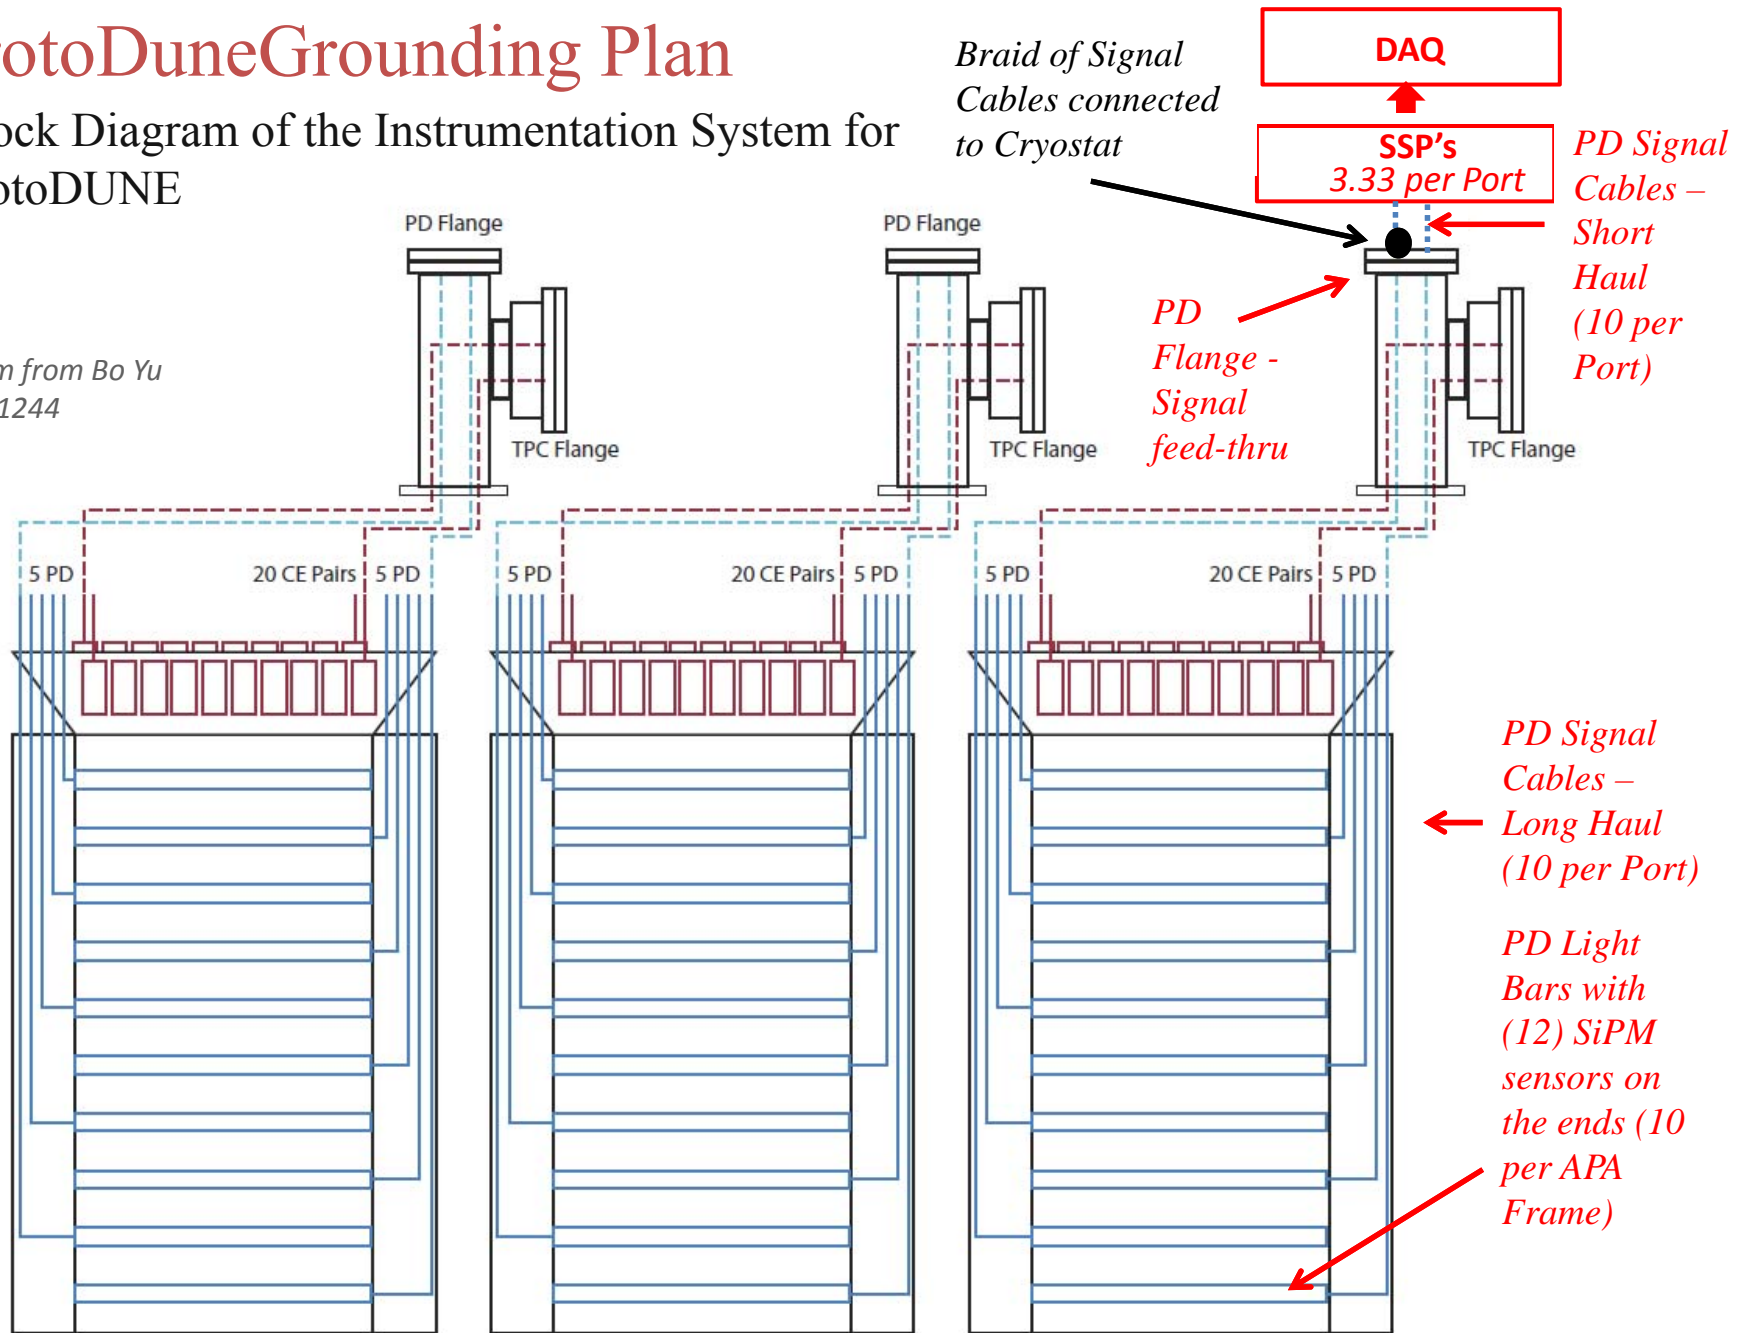 otoDuneGrounding Plan
ock Diagram of the Instrumentation System for
otoDUNE
m from Bo Yu
1244
Braid of Signal
Cables connected
to Cryostat
DAQ
SSP's
3.33 per Port
PD Signal
Cables –
Short
Haul
(10 per
Port)
PD Flange
PD Flange
PD
Flange -
Signal
feed-thru
TPC Flange
TPC Flange
TPC Flange
5 PD
20 CE Pairs
5 PD
5 PD
20 CE Pairs
5 PD
5 PD
20 CE Pairs
5 PD
PD Signal
Cables –
Long Haul
(10 per Port)
PD Light
Bars with
(12) SiPM
sensors on
the ends (10
per APA
Frame)